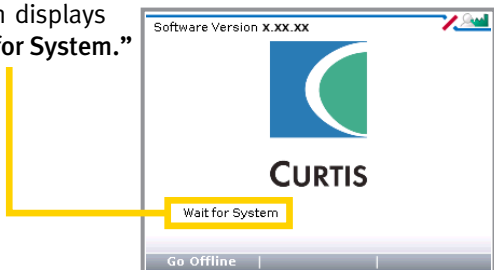 n displays
for System."
Software Version x.xx.xx
CURTIS
Wait for System
Go Offline